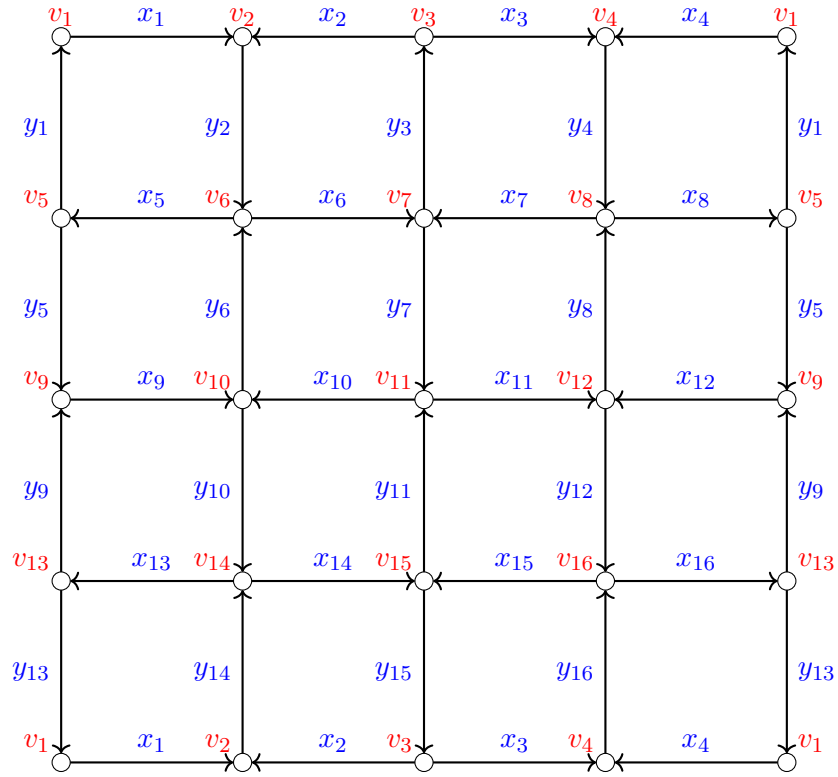 v₁ x₁ v₂ x₂ v₃ x₃ v₄ x₄ v₁
y₁ y₂ y₃ y₄ y₁
v₅ x₅ v₆ x₆ v₇ x₇ v₈ x₈ v₅
y₅ y₆ y₇ y₈ y₅
v₉ x₉ v₁₀ x₁₀ v₁₁ x₁₁ v₁₂ x₁₂ v₉
y₉ y₁₀ y₁₁ y₁₂ y₉
v₁₃ x₁₃ v₁₄ x₁₄ v₁₅ x₁₅ v₁₆ x₁₆ v₁₃
y₁₃ y₁₄ y₁₅ y₁₆ y₁₃
v₁ x₁ v₂ x₂ v₃ x₃ v₄ x₄ v₁